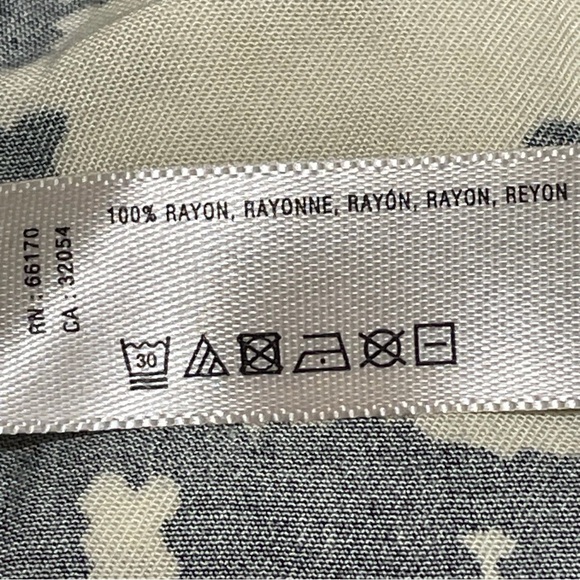 100% RAYON, RAYONNE, RAYÓN, RAYON, REYON
RN: 66170
CA: 32054
30